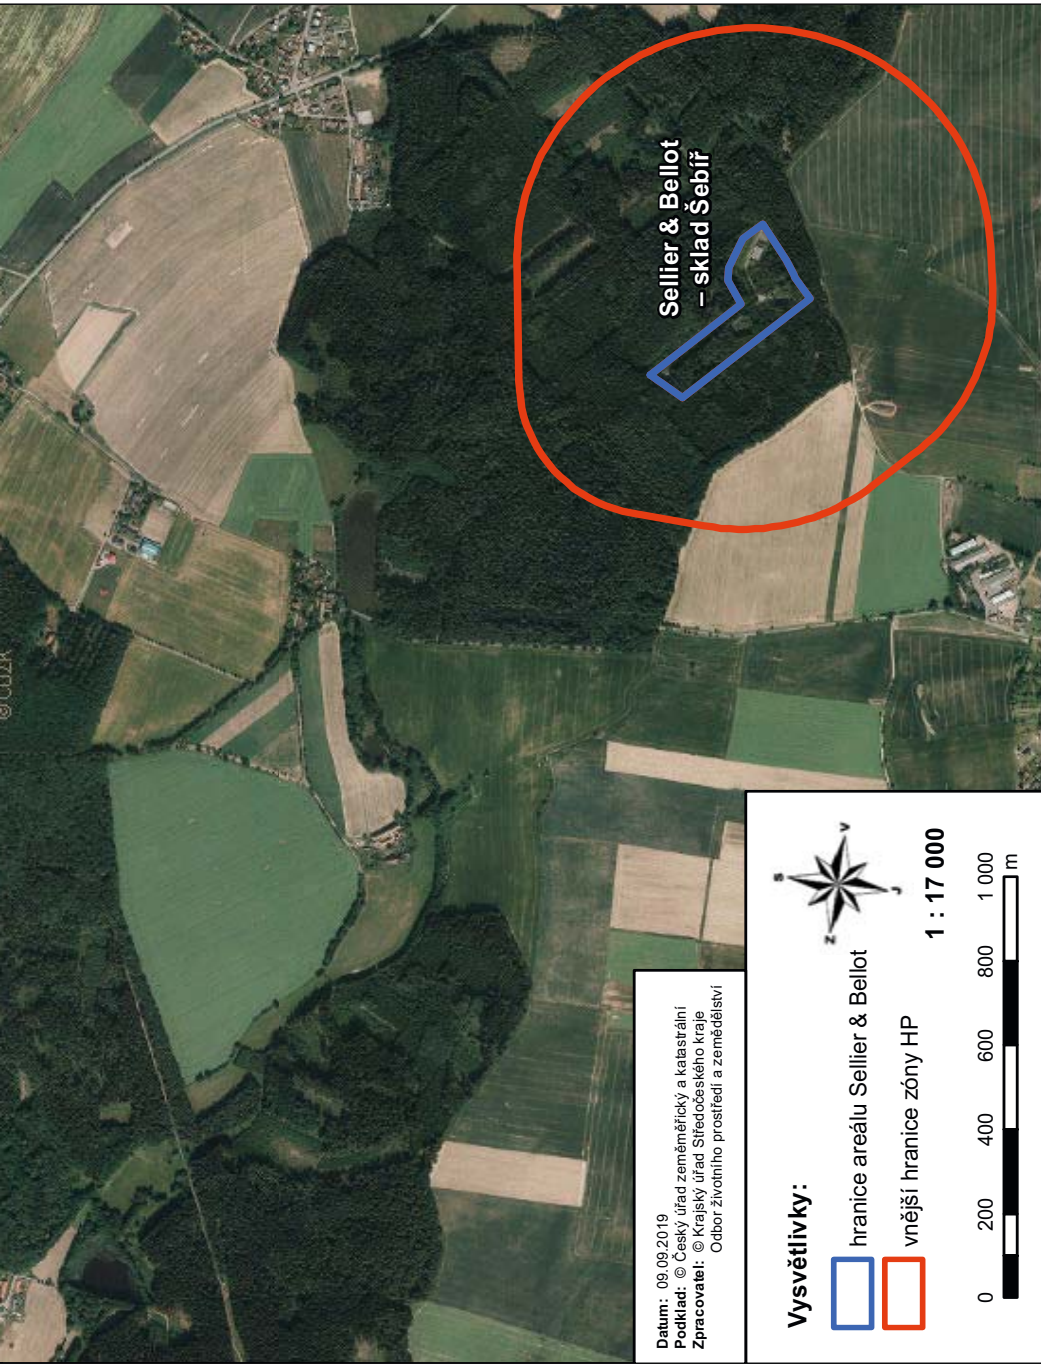 © ČÚZK
Sellier & Bellot
– sklad Šebíř
Datum: 09.09.2019
Podklad: © Český úřad zeměměřický a katastrální
Zpracovatel: © Krajský úřad Středočeského kraje
Odbor životního prostředí a zemědělství
Vysvětlivky:
hranice areálu Sellier & Bellot
vnější hranice zóny HP
S
V
J
Z
1 : 17 000
0 200 400 600 800 1 000
m